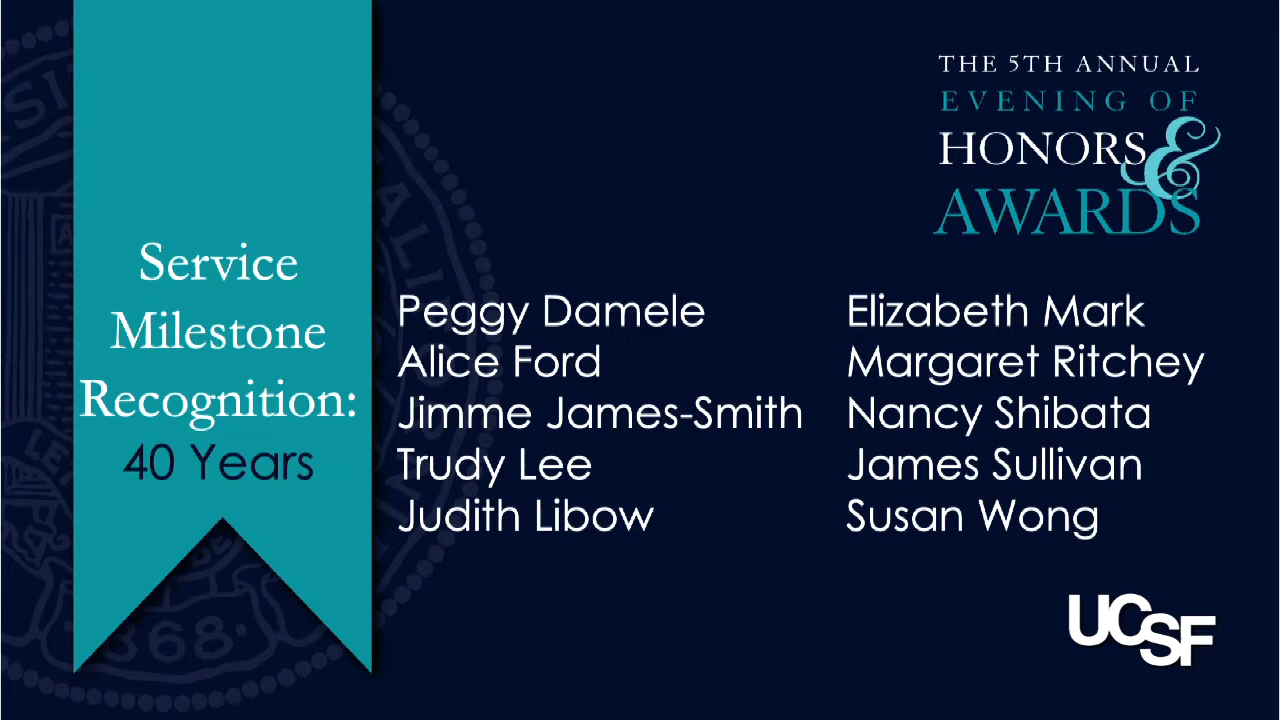 THE 5TH ANNUAL
EVENING OF
HONORS &
AWARDS
Service
Milestone
Recognition:
40 Years
Peggy Damele
Alice Ford
Jimme James-Smith
Trudy Lee
Judith Libow
Elizabeth Mark
Margaret Ritchey
Nancy Shibata
James Sullivan
Susan Wong
UCSF